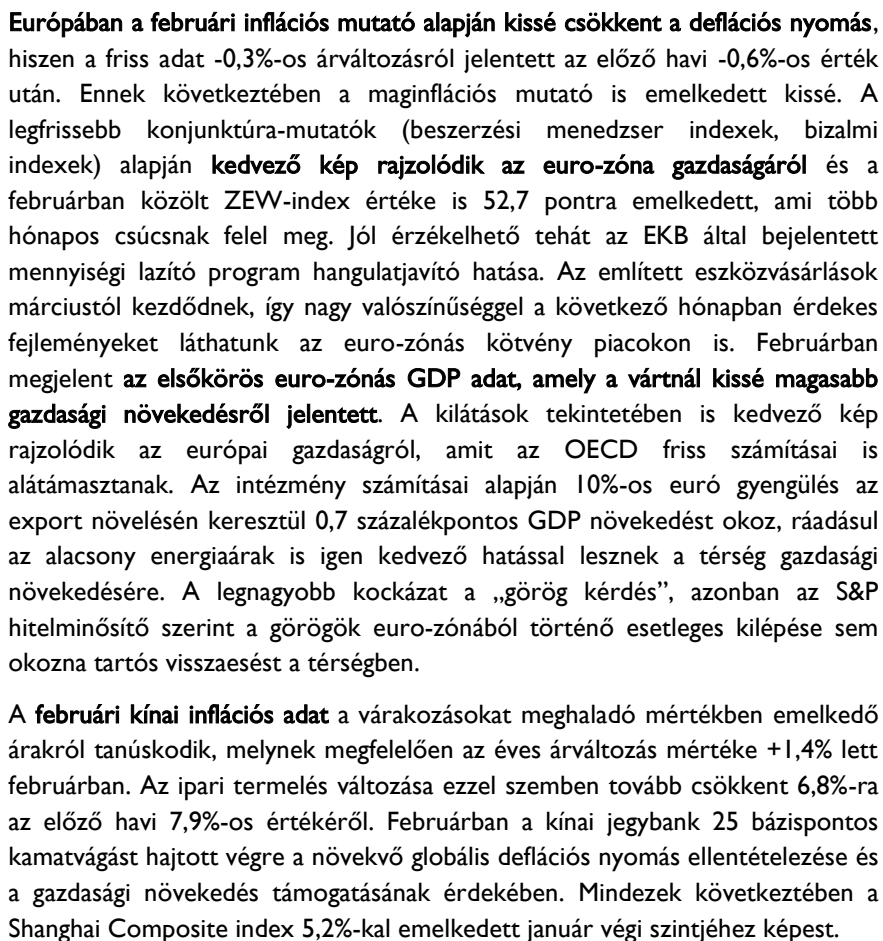 Európában a februári inflációs mutató alapján kissé csökkent a deflációs nyomás,
hiszen a friss adat -0,3%-os árváltozásról jelentett az előző havi -0,6%-os érték
után. Ennek következtében a maginflációs mutató is emelkedett kissé. A
legfrissebb konjunktúra-mutatók (beszerzési menedzser indexek, bizalmi
indexek) alapján kedvező kép rajzolódik az euro-zóna gazdaságáról és a
februárban közölt ZEW-index értéke is 52,7 pontra emelkedett, ami több
hónapos csúcsnak felel meg. Jól érzékelhető tehát az EKB által bejelentett
mennyiségi lazító program hangulatjavító hatása. Az említett eszközvásárlások
márciustól kezdődnek, így nagy valószínűséggel a következő hónapban érdekes
fejleményeket láthatunk az euro-zónás kötvény piacokon is. Februárban
megjelent az elsőkörös euro-zónás GDP adat, amely a vártnál kissé magasabb
gazdasági növekedésről jelentett. A kilátások tekintetében is kedvező kép
rajzolódik az európai gazdaságról, amit az OECD friss számításai is
alátámasztanak. Az intézmény számításai alapján 10%-os euró gyengülés az
export növelésén keresztül 0,7 százalékpontos GDP növekedést okoz, ráadásul
az alacsony energiaárak is igen kedvező hatással lesznek a térség gazdasági
növekedésére. A legnagyobb kockázat a „görög kérdés”, azonban az S&P
hitelminősítő szerint a görögök euro-zónából történő esetleges kilépése sem
okozna tartós visszaesést a térségben.
A februári kínai inflációs adat a várakozásokat meghaladó mértékben emelkedő
árakról tanúskodik, melynek megfelelően az éves árváltozás mértéke +1,4% lett
februárban. Az ipari termelés változása ezzel szemben tovább csökkent 6,8%-ra
az előző havi 7,9%-os értékéről. Februárban a kínai jegybank 25 bázispontos
kamatvágást hajtott végre a növekvő globális deflációs nyomás ellentételezése és
a gazdasági növekedés támogatásának érdekében. Mindezek következtében a
Shanghai Composite index 5,2%-kal emelkedett január végi szintjéhez képest.